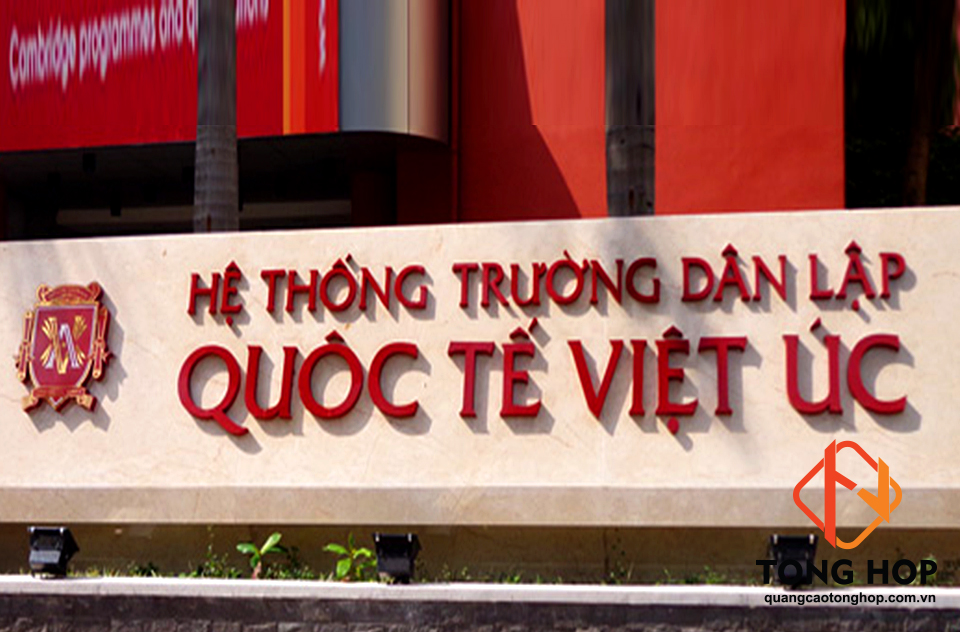 Cambridge programmes and q
HỆ THỐNG TRƯỜNG DÂN LẬP
QUỐC TẾ VIỆT ÚC
TONG HOP
quangcaotonghop.com.vn